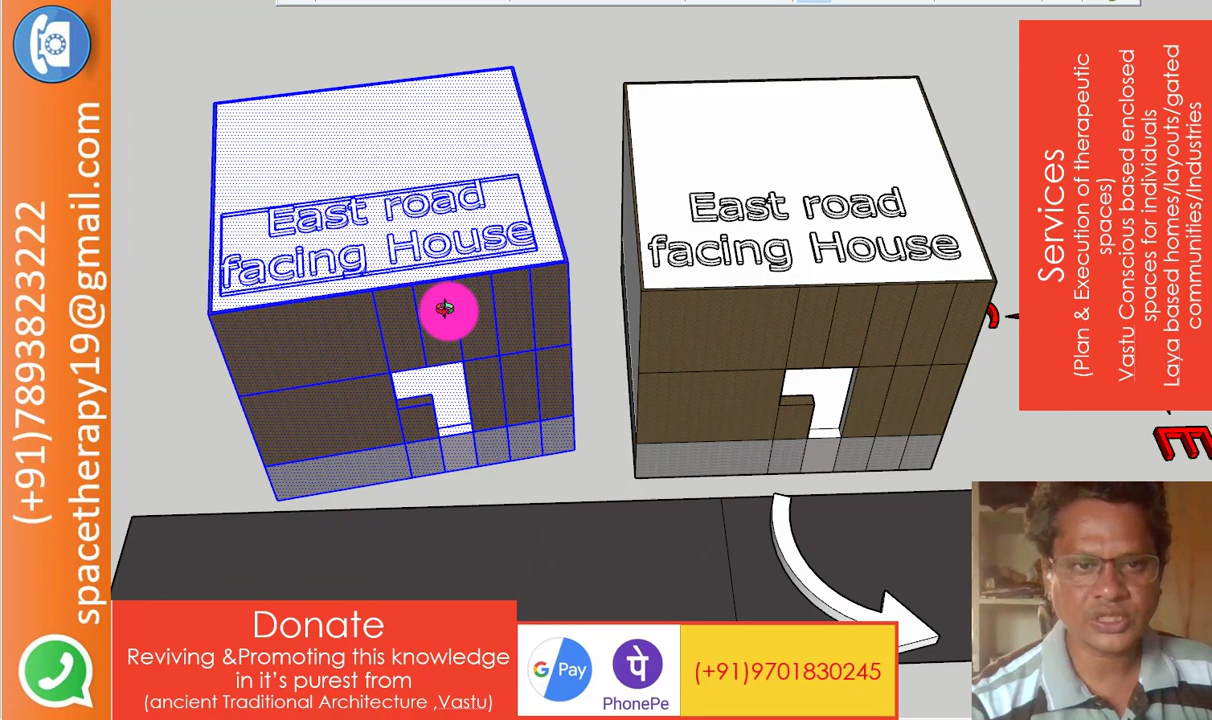 (+91)7893823222
spacetherapy19@gmail.com
East road
facing House
East road
facing House
E
Services
(Plan & Execution of therapeutic
spaces)
Vastu Conscious based enclosed
spaces for individuals
Laya based homes/layouts/gated
communities/Industries
Donate
Reviving &Promoting this knowledge
in it's purest from
(ancient Traditional Architecture ,Vastu)
G Pay
पे
PhonePe
(+91)9701830245